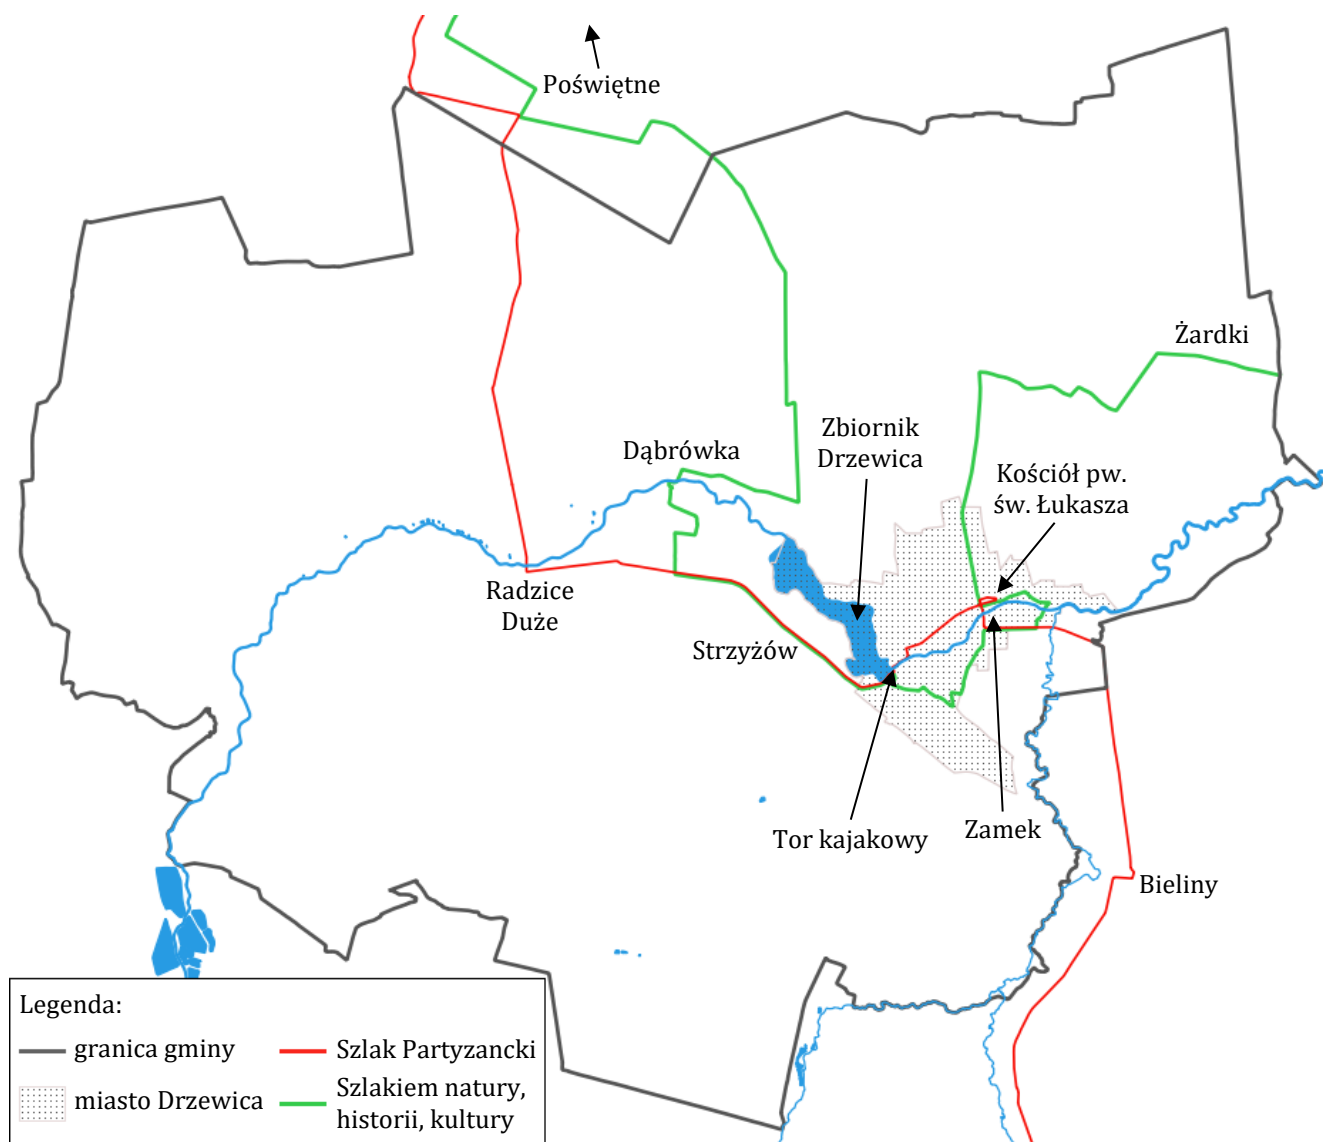 Poświętne
Żardki
Zbiornik
Drzewica
Dąbrówka
Kościół pw.
św. Łukasza
Radzice
Duże
Strzyżów
Tor kajakowy
Zamek
Bieliny
Legenda:
granica gminy
Szlak Partyzancki
miasto Drzewica
Szlakiem natury,
historii, kultury